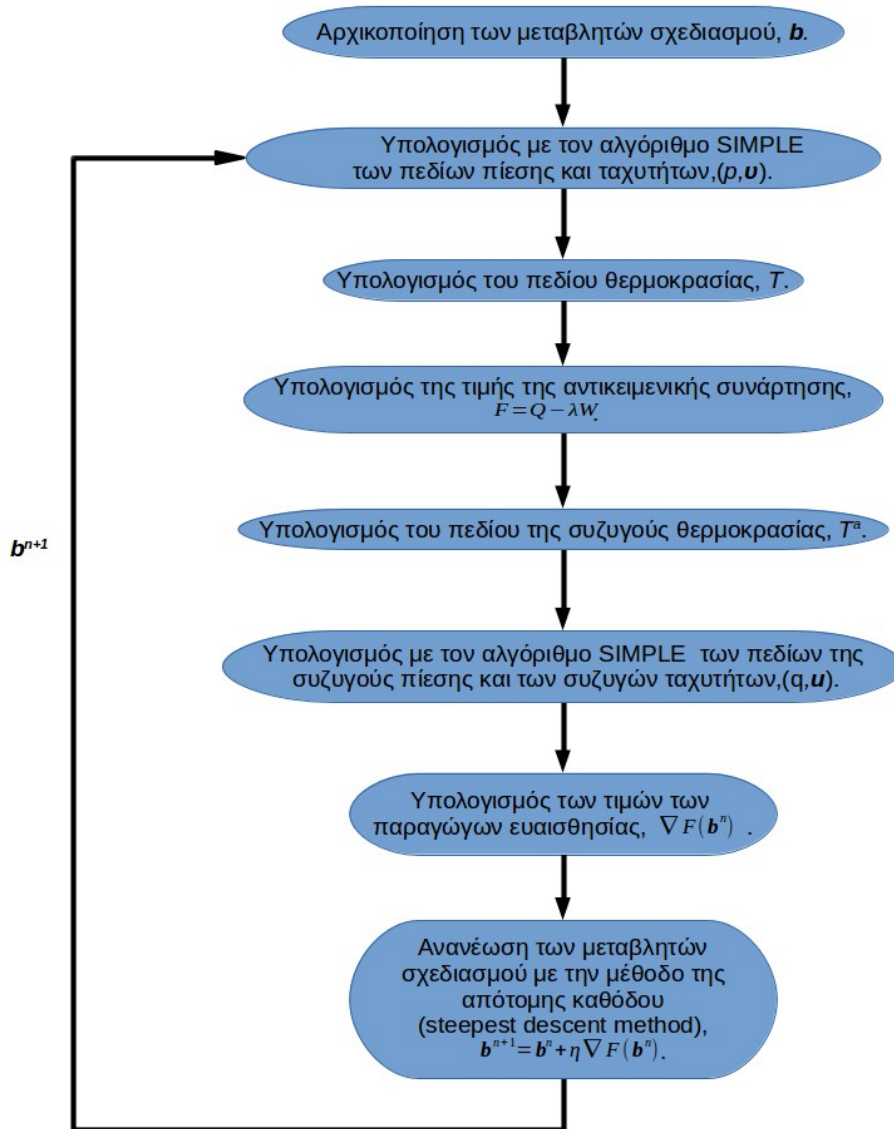 Αρχικοποίηση των μεταβλητών σχεδιασμού, b.
Υπολογισμός με τον αλγόριθμο SIMPLE
των πεδίων πίεσης και ταχυτήτων,(p,υ).
Υπολογισμός του πεδίου θερμοκρασίας, T.
Υπολογισμός της τιμής της αντικειμενικής συνάρτησης,
F=Q−λW.
Υπολογισμός του πεδίου της συζυγούς θερμοκρασίας, Tᵃ.
bⁿ⁺¹
Υπολογισμός με τον αλγόριθμο SIMPLE των πεδίων της
συζυγούς πίεσης και των συζυγών ταχυτήτων,(q,u).
Υπολογισμός των τιμών των
παραγώγων ευαισθησίας, ∇F(bⁿ) .
Ανανέωση των μεταβλητών
σχεδιασμού με την μέθοδο της
απότομης καθόδου
(steepest descent method),
bⁿ⁺¹=bⁿ+η∇F(bⁿ).